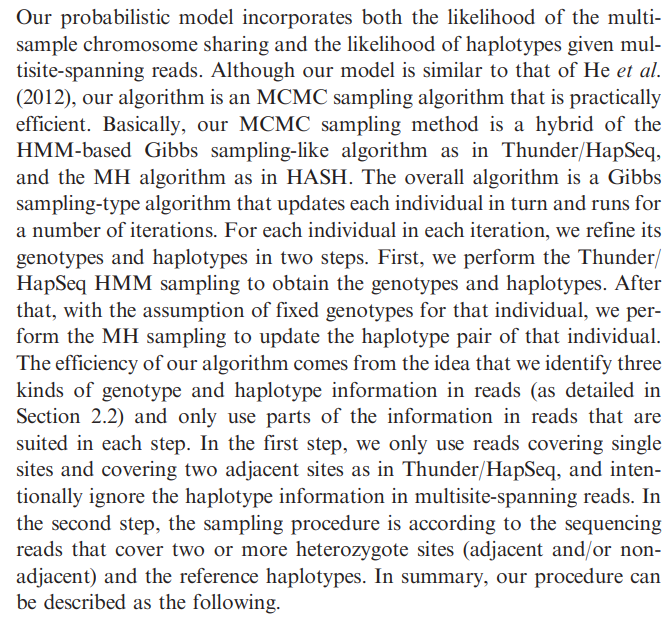 Our probabilistic model incorporates both the likelihood of the multi-
sample chromosome sharing and the likelihood of haplotypes given mul-
tisite-spanning reads. Although our model is similar to that of He et al.
(2012), our algorithm is an MCMC sampling algorithm that is practically
efficient. Basically, our MCMC sampling method is a hybrid of the
HMM-based Gibbs sampling-like algorithm as in Thunder/HapSeq,
and the MH algorithm as in HASH. The overall algorithm is a Gibbs
sampling-type algorithm that updates each individual in turn and runs for
a number of iterations. For each individual in each iteration, we refine its
genotypes and haplotypes in two steps. First, we perform the Thunder/
HapSeq HMM sampling to obtain the genotypes and haplotypes. After
that, with the assumption of fixed genotypes for that individual, we per-
form the MH sampling to update the haplotype pair of that individual.
The efficiency of our algorithm comes from the idea that we identify three
kinds of genotype and haplotype information in reads (as detailed in
Section 2.2) and only use parts of the information in reads that are
suited in each step. In the first step, we only use reads covering single
sites and covering two adjacent sites as in Thunder/HapSeq, and inten-
tionally ignore the haplotype information in multisite-spanning reads. In
the second step, the sampling procedure is according to the sequencing
reads that cover two or more heterozygote sites (adjacent and/or non-
adjacent) and the reference haplotypes. In summary, our procedure can
be described as the following.